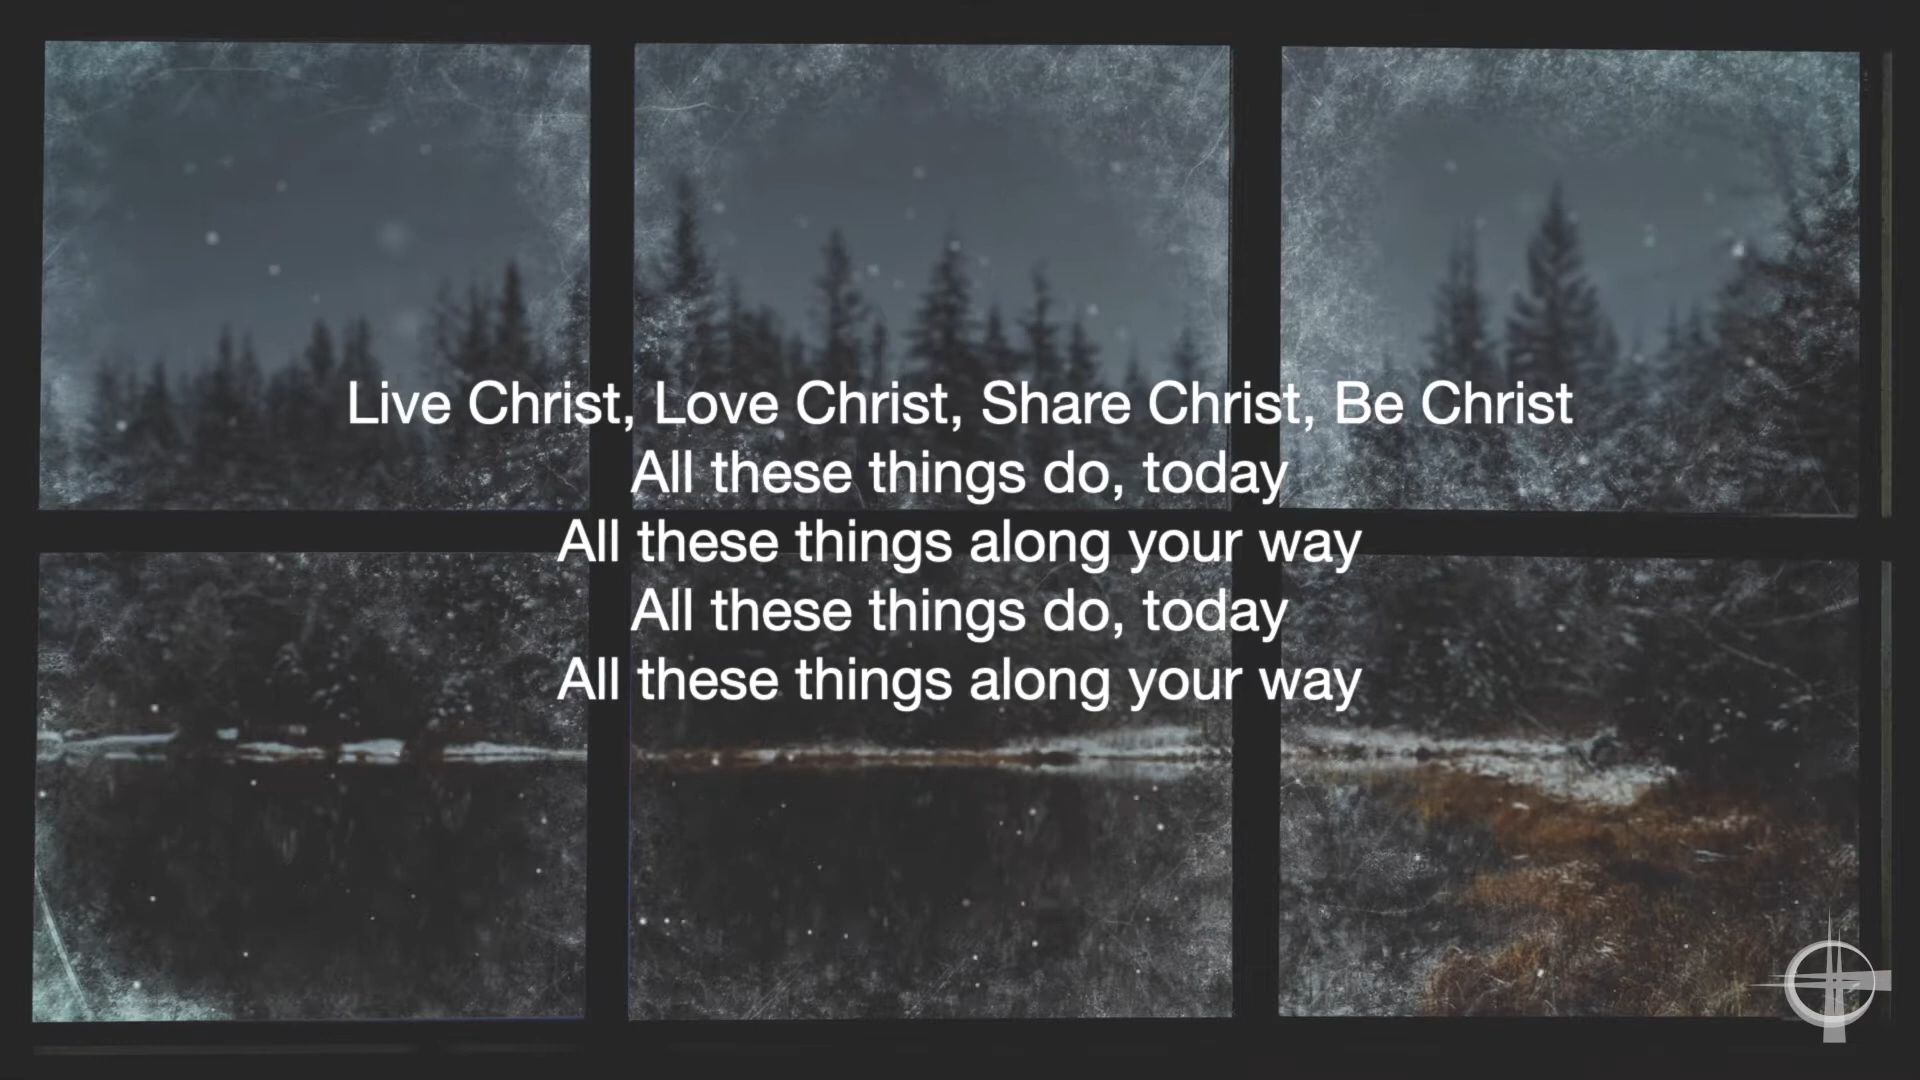 Live Christ, Love Christ, Share Christ, Be Christ
All these things do, today
All these things along your way
All these things do, today
All these things along your way